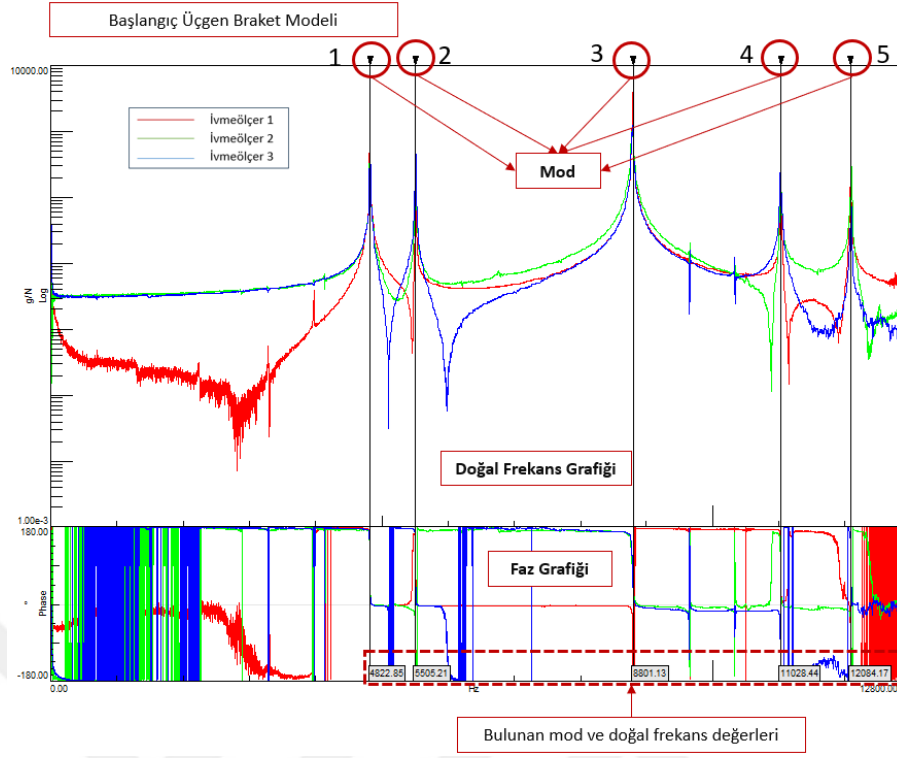 Başlangıç Üçgen Braket Modeli
1 2 3 4 5
10000.00
İvmeölçer 1
İvmeölçer 2
İvmeölçer 3
Mod
g/N
Log
Doğal Frekans Grafiği
1.00e-3
180.00
Faz Grafiği
°
Phase
-180.00
4822.85 5505.21 8801.13 11028.44 12084.17
0.00 Hz 12800.00
Bulunan mod ve doğal frekans değerleri